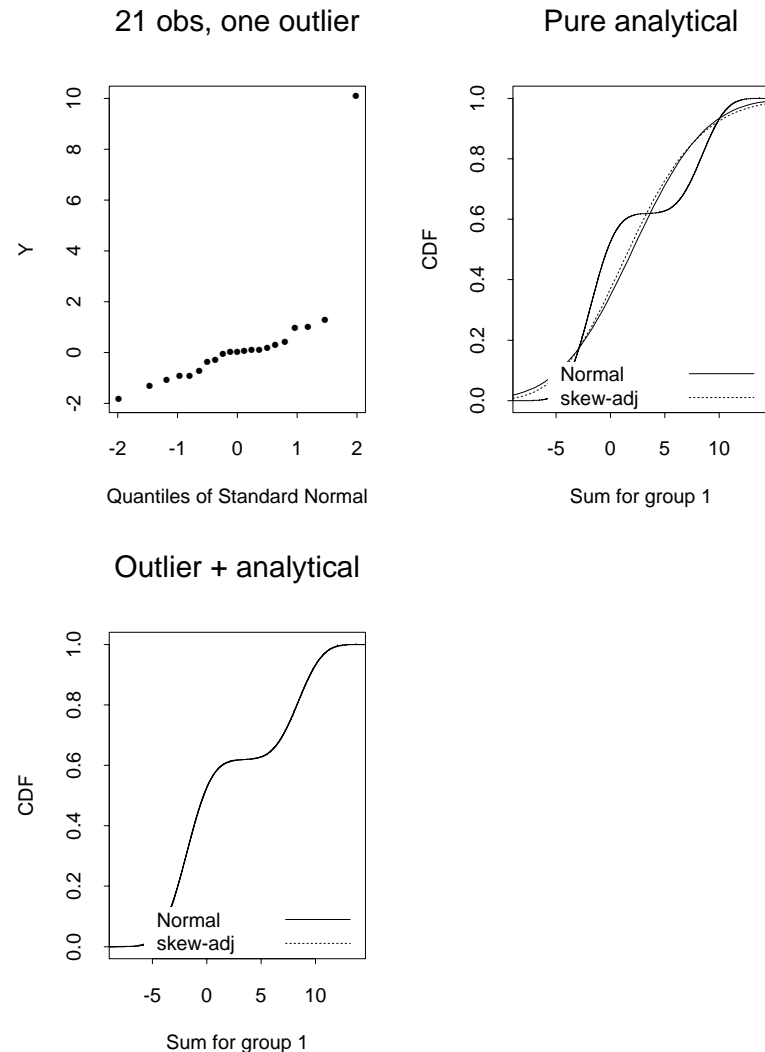 21 obs, one outlier
Y
10
8
6
4
2
0
-2
-2 -1 0 1 2
Quantiles of Standard Normal
Pure analytical
CDF
1.0
0.8
0.6
0.4
0.2
0.0
Normal
skew-adj
-5 0 5 10
Sum for group 1
Outlier + analytical
CDF
1.0
0.8
0.6
0.4
0.2
0.0
Normal
skew-adj
-5 0 5 10
Sum for group 1